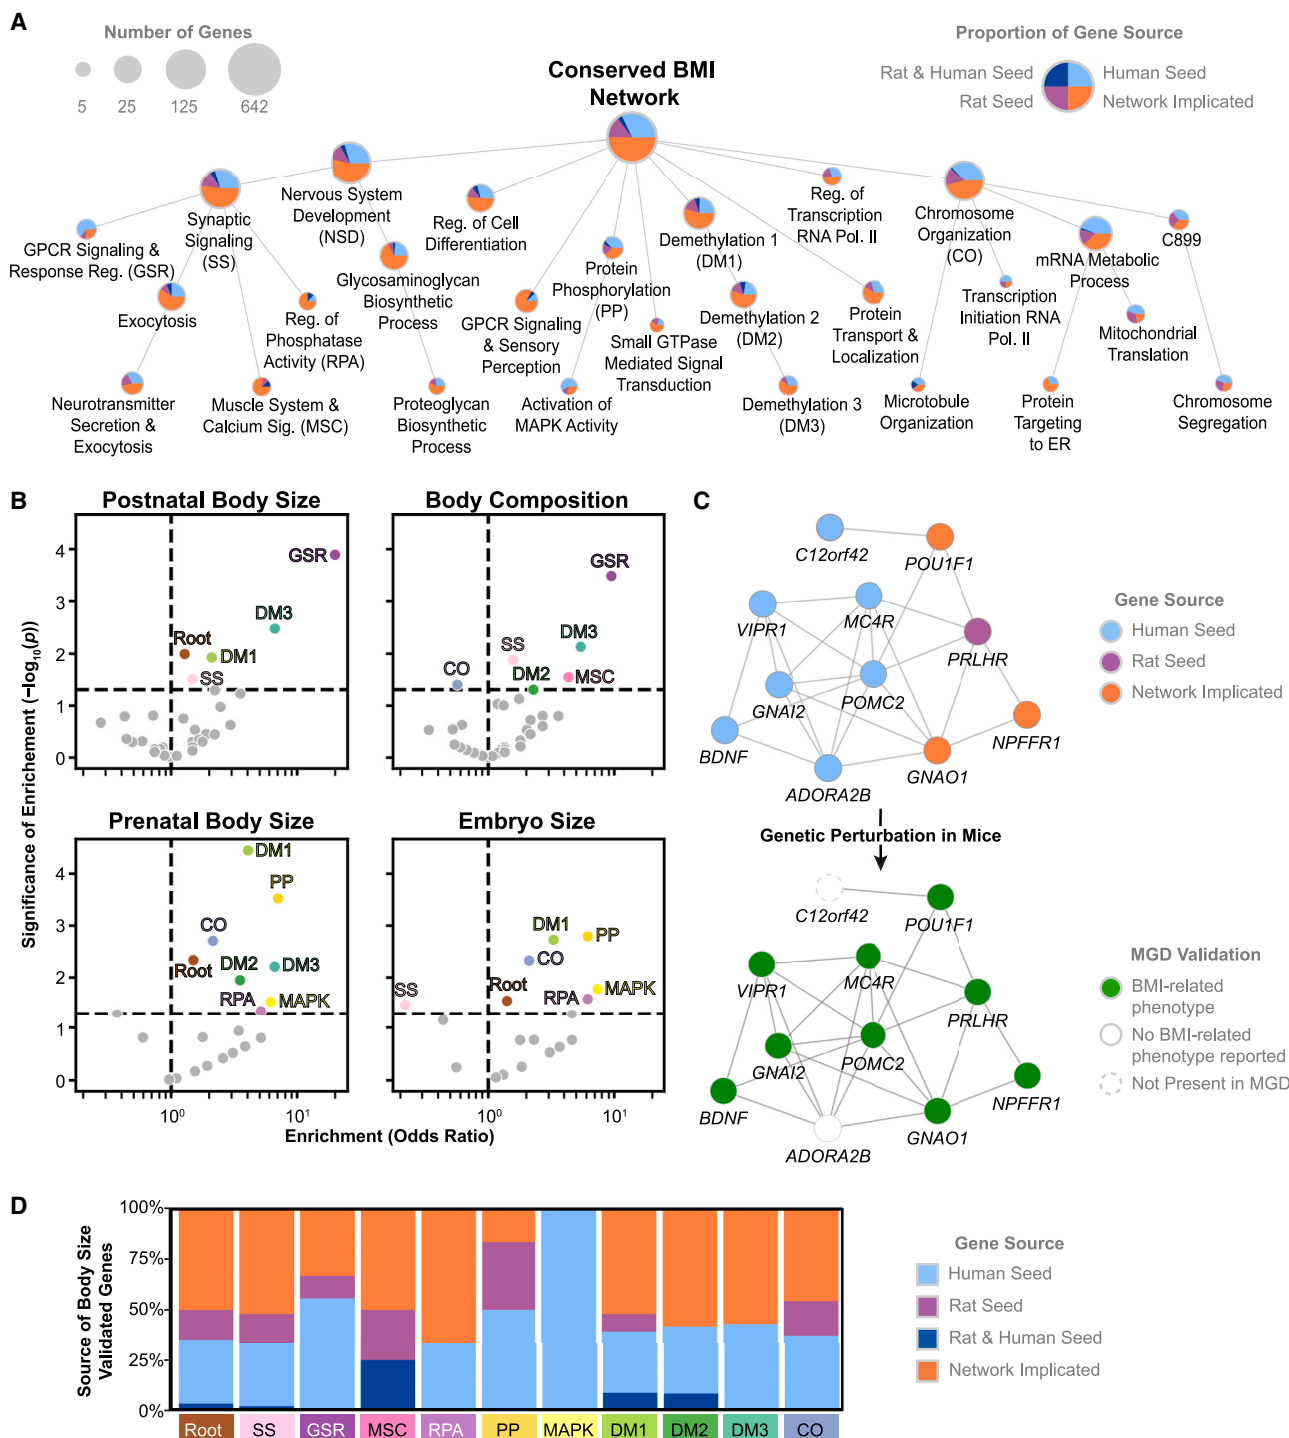 A
Number of Genes
5 25 125 642
Conserved BMI
Network
Proportion of Gene Source
Rat & Human Seed
Human Seed
Rat Seed
Network Implicated
GPCR Signaling &
Response Reg. (GSR)
Synaptic
Signaling
(SS)
Nervous System
Development
(NSD)
Reg. of Cell
Differentiation
Demethylation 1
(DM1)
Reg. of
Transcription
RNA Pol. II
Chromosome
Organization
(CO)
C899
mRNA Metabolic
Process
Exocytosis
Reg. of
Phosphatase
Activity (RPA)
Glycosaminoglycan
Biosynthetic
Process
GPCR Signaling
& Sensory
Perception
Protein
Phosphorylation
(PP)
Small GTPase
Mediated Signal
Transduction
Demethylation 2
(DM2)
Protein
Transport &
Localization
Transcription
Initiation RNA
Pol. II
Mitochondrial
Translation
Neurotransmitter
Secretion &
Exocytosis
Muscle System &
Calcium Sig. (MSC)
Proteoglycan
Biosynthetic
Process
Activation of
MAPK Activity
Demethylation 3
(DM3)
Microtobule
Organization
Protein
Targeting
to ER
Chromosome
Segregation
B
Significance of Enrichement (−log₁₀(p))
Postnatal Body Size
4
3
2
1
0
GSR
DM3
Root
DM1
SS
Body Composition
GSR
DM3
SS
CO
DM2
MSC
Prenatal Body Size
4
3
2
1
0
DM1
PP
CO
Root
DM2
DM3
RPA
MAPK
10⁰ 10¹
Embryo Size
DM1
PP
CO
SS
Root
RPA
MAPK
10⁰ 10¹
Enrichment (Odds Ratio)
C
C12orf42
POU1F1
VIPR1
MC4R
PRLHR
GNAI2
POMC2
BDNF
NPFFR1
GNAO1
ADORA2B
Gene Source
Human Seed
Rat Seed
Network Implicated
Genetic Perturbation in Mice
C12orf42
POU1F1
VIPR1
MC4R
PRLHR
GNAI2
POMC2
BDNF
NPFFR1
GNAO1
ADORA2B
MGD Validation
BMI-related
phenotype
No BMI-related
phenotype reported
Not Present in MGD
D
Source of Body Size
Validated Genes
100%
75%
50%
25%
0%
Root SS GSR MSC RPA PP MAPK DM1 DM2 DM3 CO
Gene Source
Human Seed
Rat Seed
Rat & Human Seed
Network Implicated